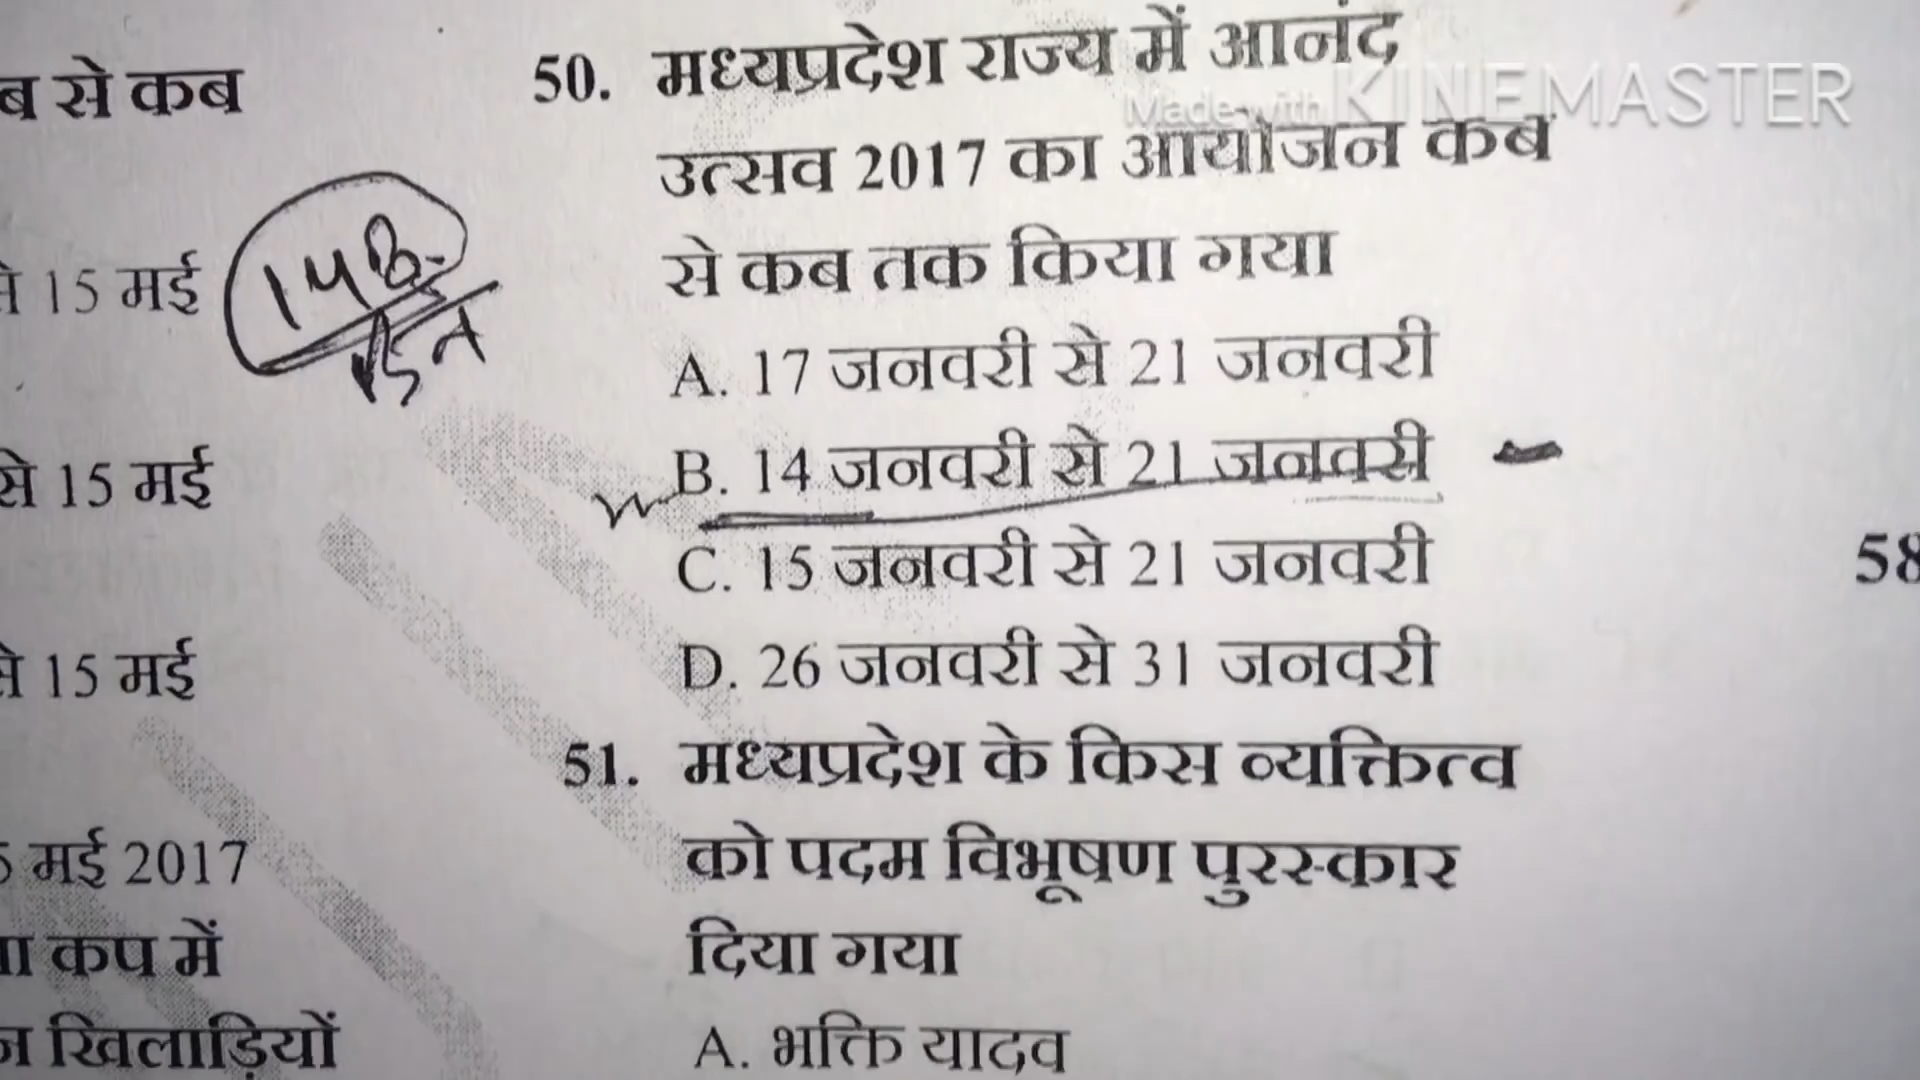 ब से कब
15 मई
से 15 मई
15 मई
मई 2017
कप में
खिलाड़ियों
148
50. मध्यप्रदेश राज्य में आनंद
Made with KINEMASTER
उत्सव 2017 का आयोजन कब
से कब तक किया गया
A. 17 जनवरी से 21 जनवरी
B. 14 जनवरी से 21 जनवरी
C. 15 जनवरी से 21 जनवरी
D. 26 जनवरी से 31 जनवरी
51. मध्यप्रदेश के किस व्यक्तित्व
को पदम विभूषण पुरस्कार
दिया गया
A. भक्ति यादव
58